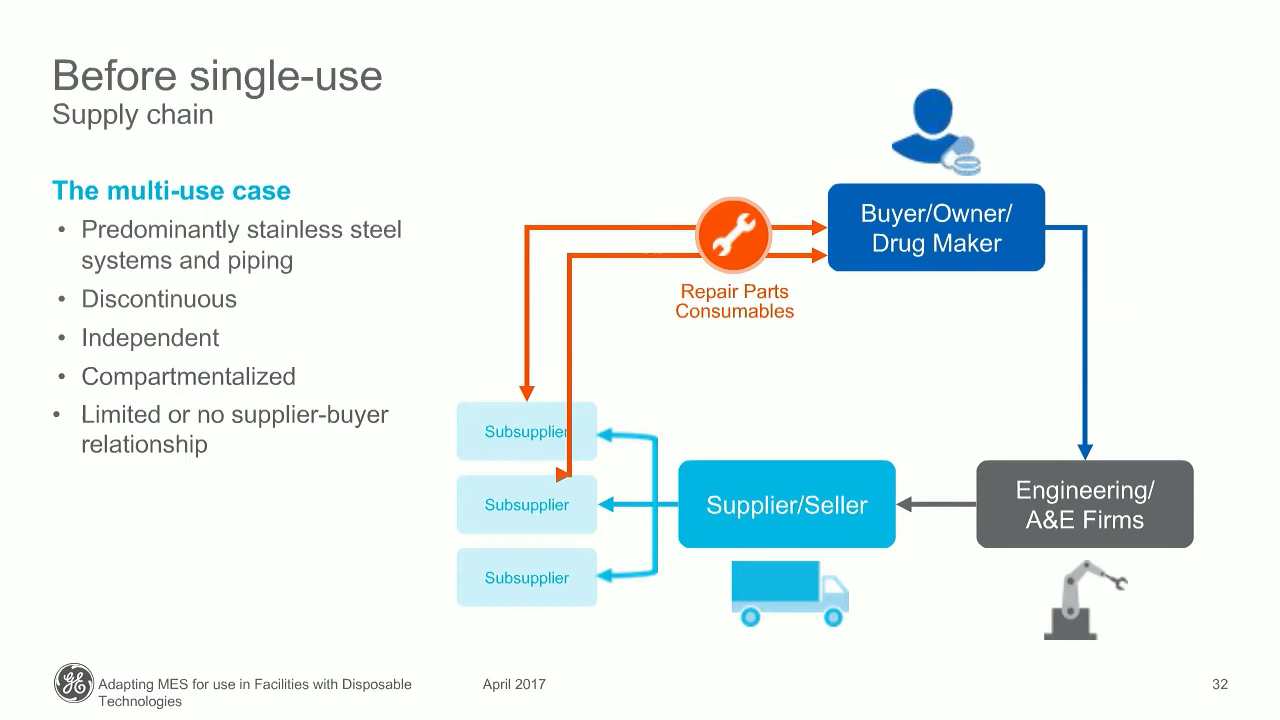 Before single-use
Supply chain
The multi-use case
• Predominantly stainless steel
systems and piping
• Discontinuous
• Independent
• Compartmentalized
• Limited or no supplier-buyer
relationship
Buyer/Owner/
Drug Maker
Repair Parts
Consumables
Subsupplier
Subsupplier
Subsupplier
Supplier/Seller
Engineering/
A&E Firms
GE
Adapting MES for use in Facilities with Disposable
Technologies
April 2017
32